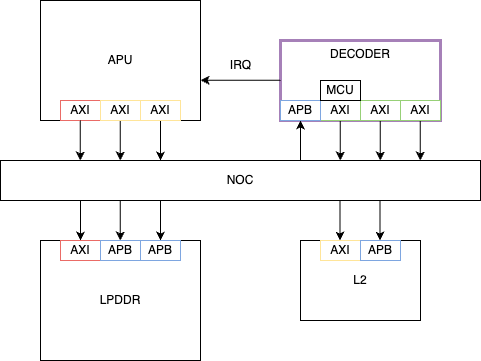 APU
DECODER
IRQ
MCU
AXI AXI AXI
APB AXI AXI AXI
NOC
AXI APB APB
AXI APB
LPDDR
L2